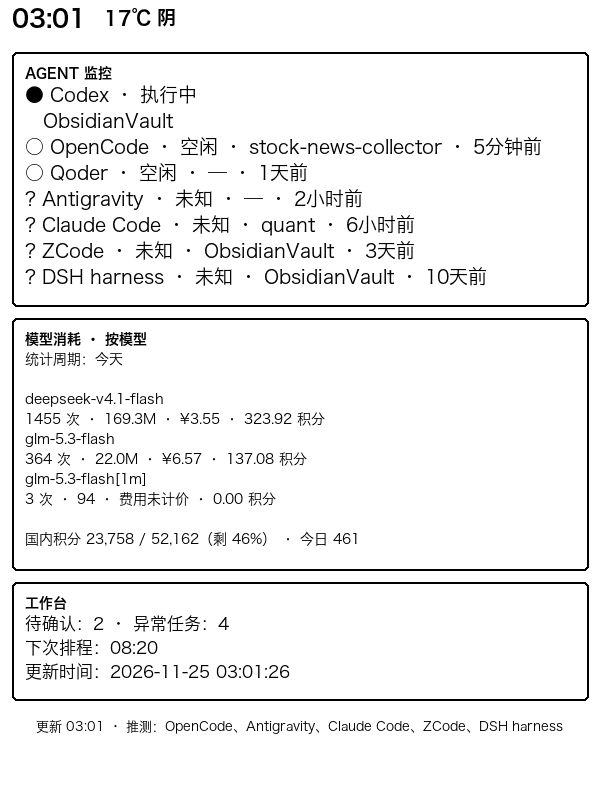 03:01 17℃ 阴
AGENT 监控
● Codex · 执行中
ObsidianVault
○ OpenCode · 空闲 · stock-news-collector · 5分钟前
○ Qoder · 空闲 · — · 1天前
? Antigravity · 未知 · — · 2小时前
? Claude Code · 未知 · quant · 6小时前
? ZCode · 未知 · ObsidianVault · 3天前
? DSH harness · 未知 · ObsidianVault · 10天前
模型消耗 · 按模型
统计周期：今天
deepseek-v4.1-flash
1455 次 · 169.3M · ¥3.55 · 323.92 积分
glm-5.3-flash
364 次 · 22.0M · ¥6.57 · 137.08 积分
glm-5.3-flash[1m]
3 次 · 94 · 费用未计价 · 0.00 积分
国内积分 23,758 / 52,162（剩 46%） · 今日 461
工作台
待确认：2 · 异常任务：4
下次排程：08:20
更新时间：2026-11-25 03:01:26
更新 03:01 · 推测：OpenCode、Antigravity、Claude Code、ZCode、DSH harness